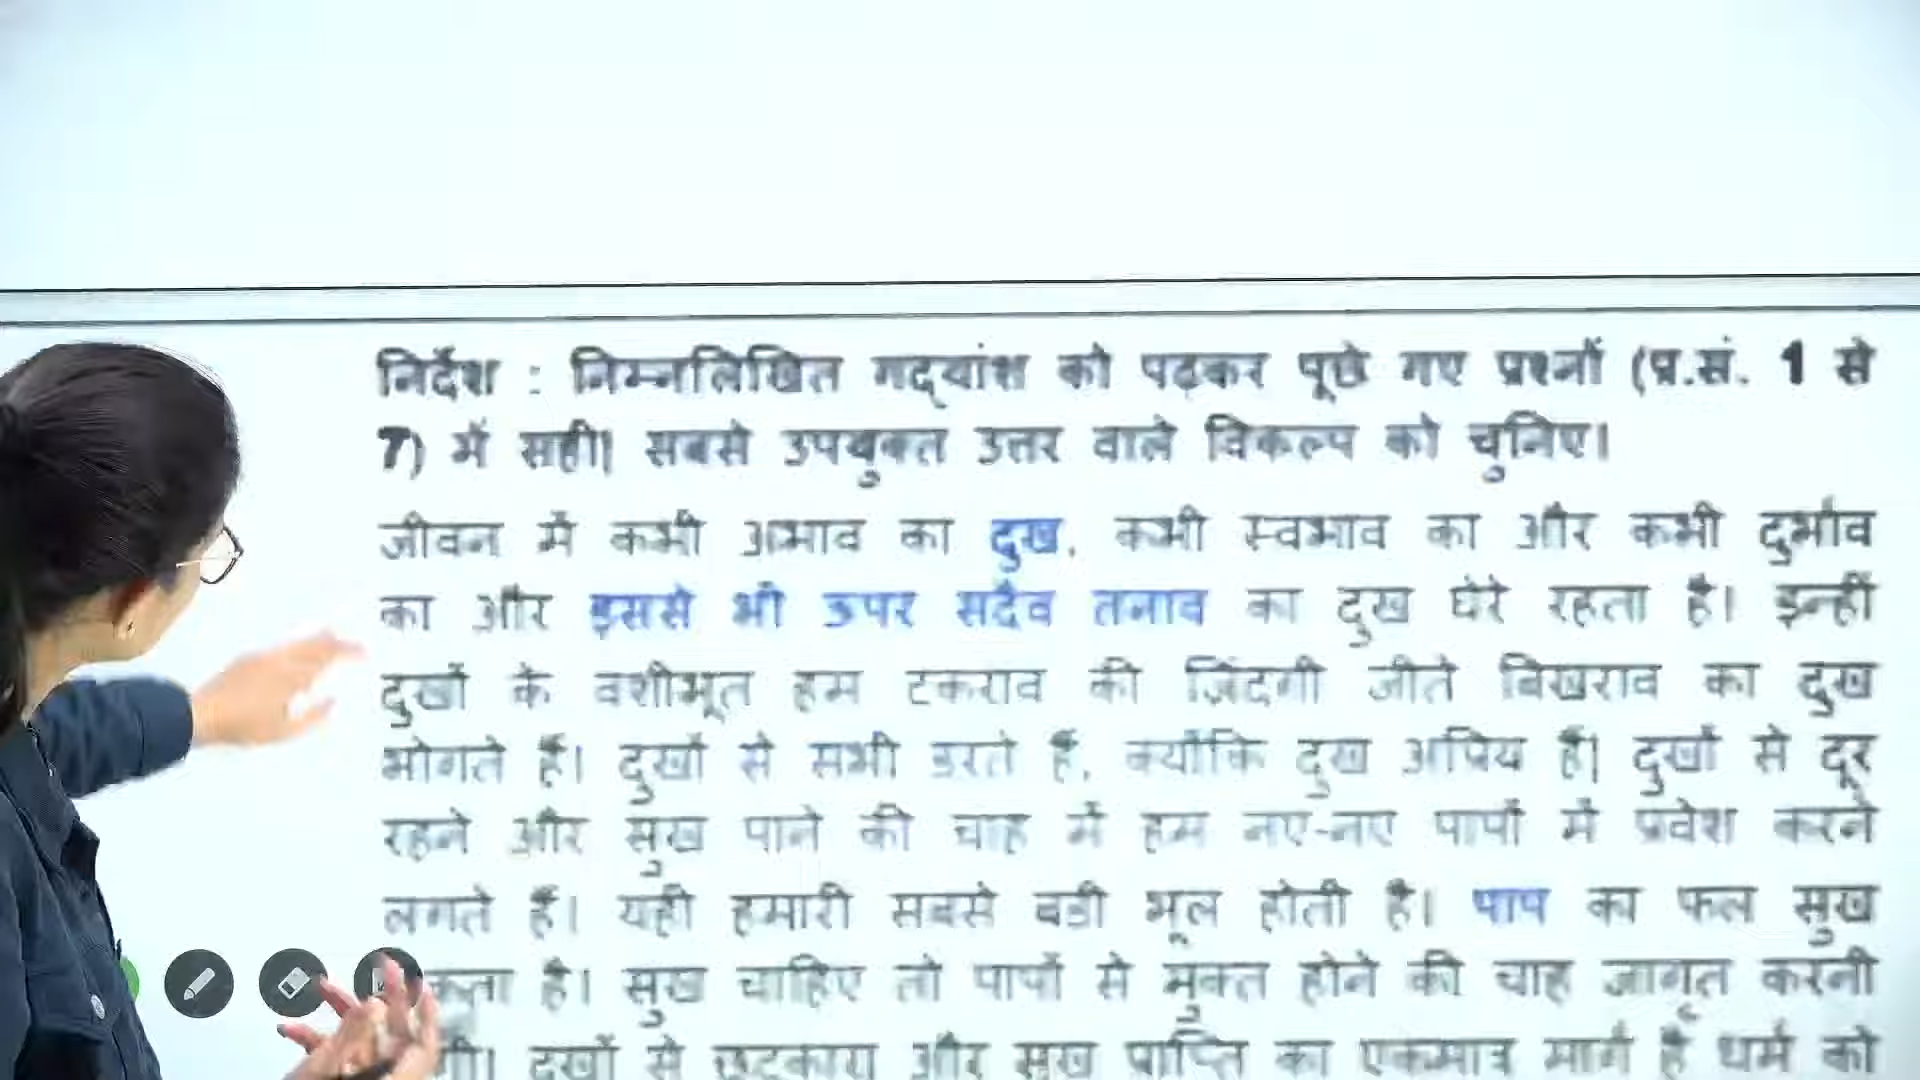 निर्देश : निम्नलिखित गद्यांश को पढ़कर पूछे गए प्रश्नों (प्र.सं. 1 से
7) में सही| सबसे उपयुक्त उत्तर वाले विकल्प को चुनिए।
जीवन में कभी अभाव का दुख, कभी स्वभाव का और कभी दुर्भाव
का और इससे भी ऊपर सदैव तनाव का दुख घेरे रहता है। इन्हीं
दुखों के वशीभूत हम टकराव की ज़िंदगी जीते बिखराव का दुख
भोगते हैं। दुखों से सभी डरते हैं, क्योंकि दुख अप्रिय है| दुखों से दूर
रहने और सुख पाने की चाह में हम नए-नए पापों में प्रवेश करने
लगते हैं। यही हमारी सबसे बड़ी भूल होती है। पाप का फल सुख
है। सुख चाहिए तो पापों से मुक्त होने की चाह जागृत करनी
दुखों से छुटकारा और सुख प्राप्ति का एकमात्र मार्ग है धर्म को